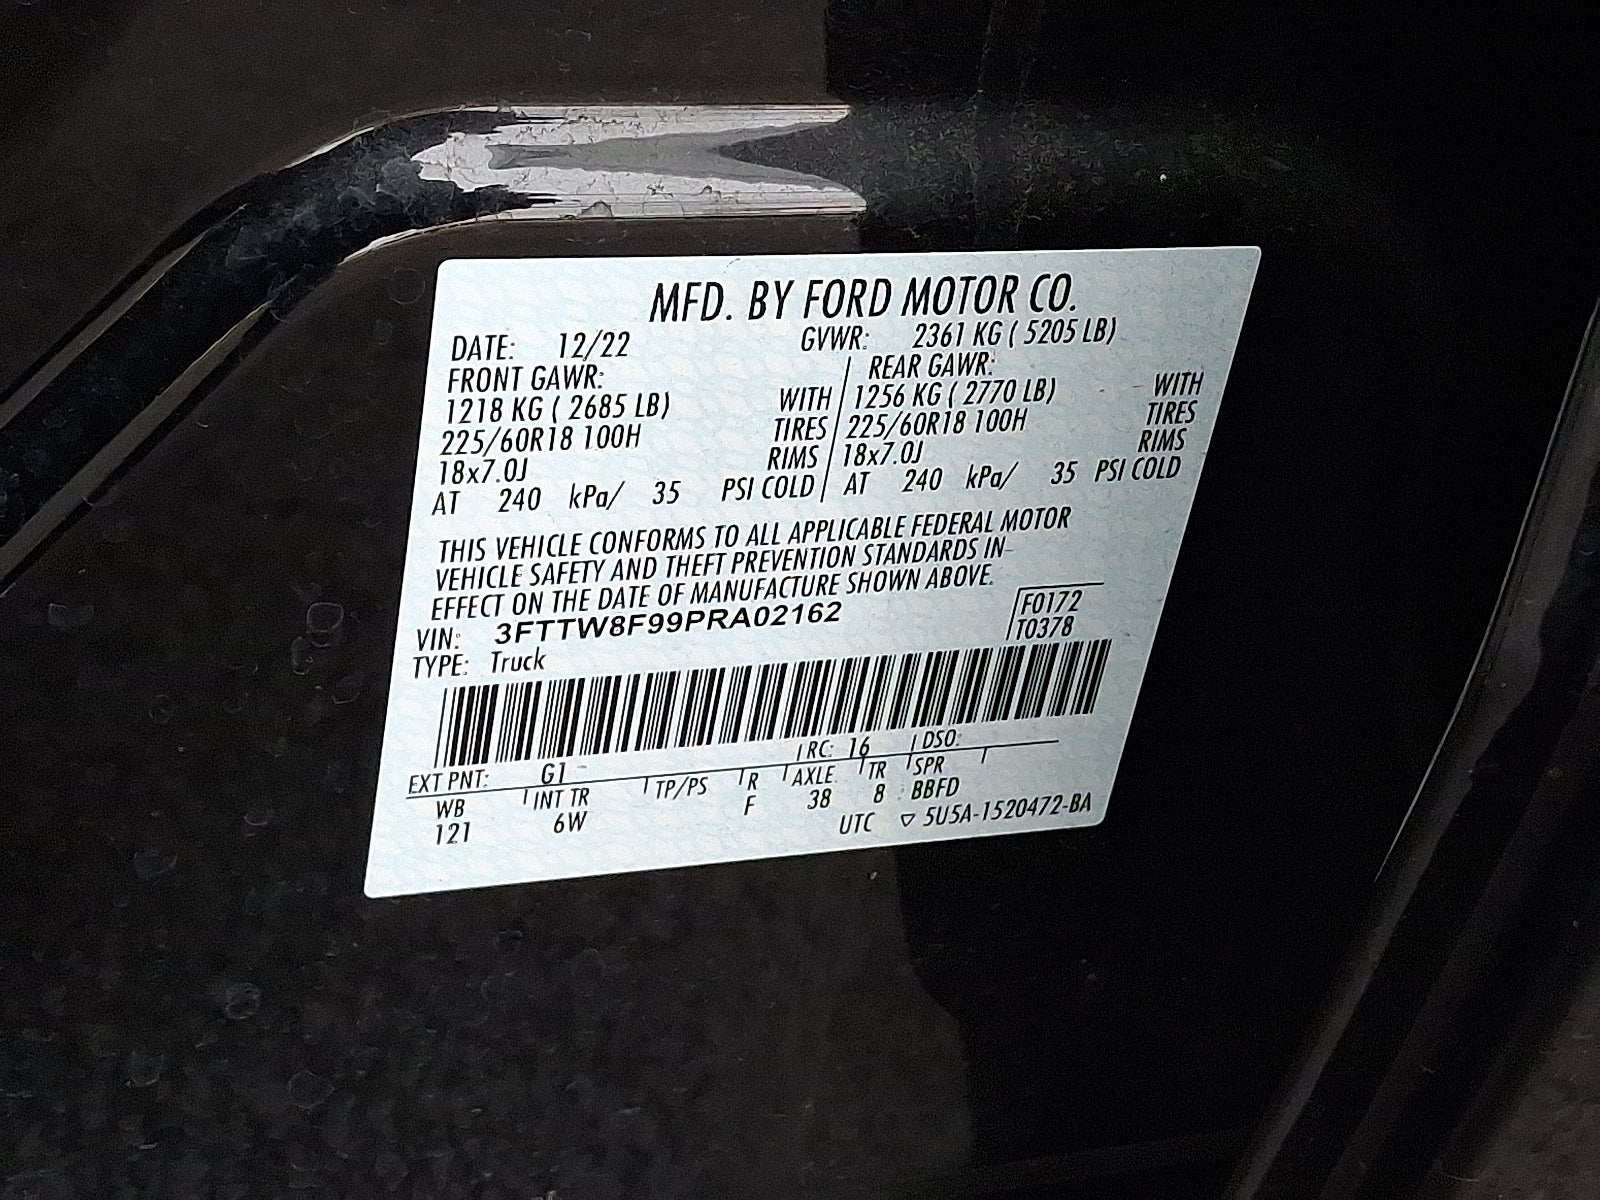 MFD. BY FORD MOTOR CO.
DATE: 12/22 GVWR: 2361 KG ( 5205 LB)
FRONT GAWR: REAR GAWR:
1218 KG ( 2685 LB) WITH 1256 KG ( 2770 LB) WITH
225/60R18 100H TIRES 225/60R18 100H TIRES
18x7.0J RIMS 18x7.0J RIMS
AT 240 kPa/ 35 PSI COLD AT 240 kPa/ 35 PSI COLD
THIS VEHICLE CONFORMS TO ALL APPLICABLE FEDERAL MOTOR
VEHICLE SAFETY AND THEFT PREVENTION STANDARDS IN
EFFECT ON THE DATE OF MANUFACTURE SHOWN ABOVE.
VIN: 3FTTW8F99PRA02162 F0172
TYPE: Truck T0378
EXT PNT: G1 RC: 16 DSO:
WB INT TR TP/PS R AXLE TR SPR
121 6W F 38 8 BBFD
UTC ▽ 5U5A-1520472-BA